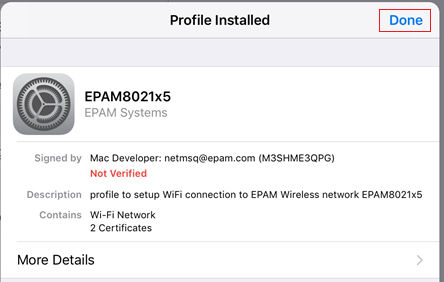 Profile Installed
Done
EPAM8021x5
EPAM Systems
Signed by Mac Developer: netmsq@epam.com (M3SHME3QPG)
Not Verified
Description profile to setup WiFi connection to EPAM Wireless network EPAM8021x5
Contains Wi-Fi Network
2 Certificates
More Details